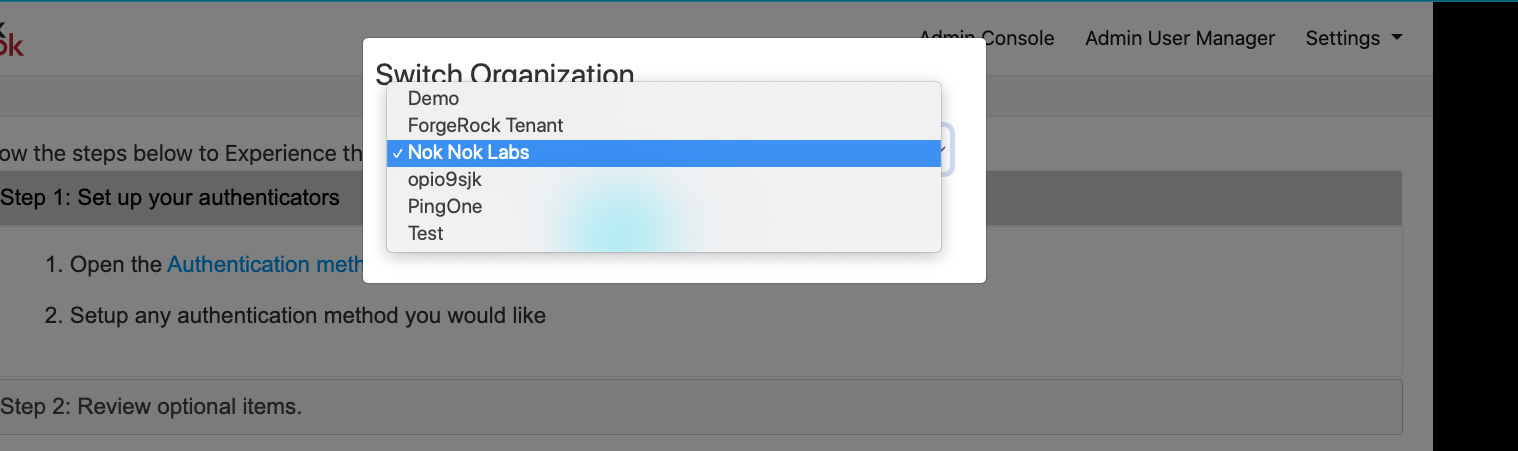 ok
Admin Console Admin User Manager Settings
Switch Organization
Demo
ForgeRock Tenant
✓ Nok Nok Labs
opio9sjk
PingOne
Test
ow the steps below to Experience th
Step 1: Set up your authenticators
1. Open the Authentication meth
2. Setup any authentication method you would like
Step 2: Review optional items.